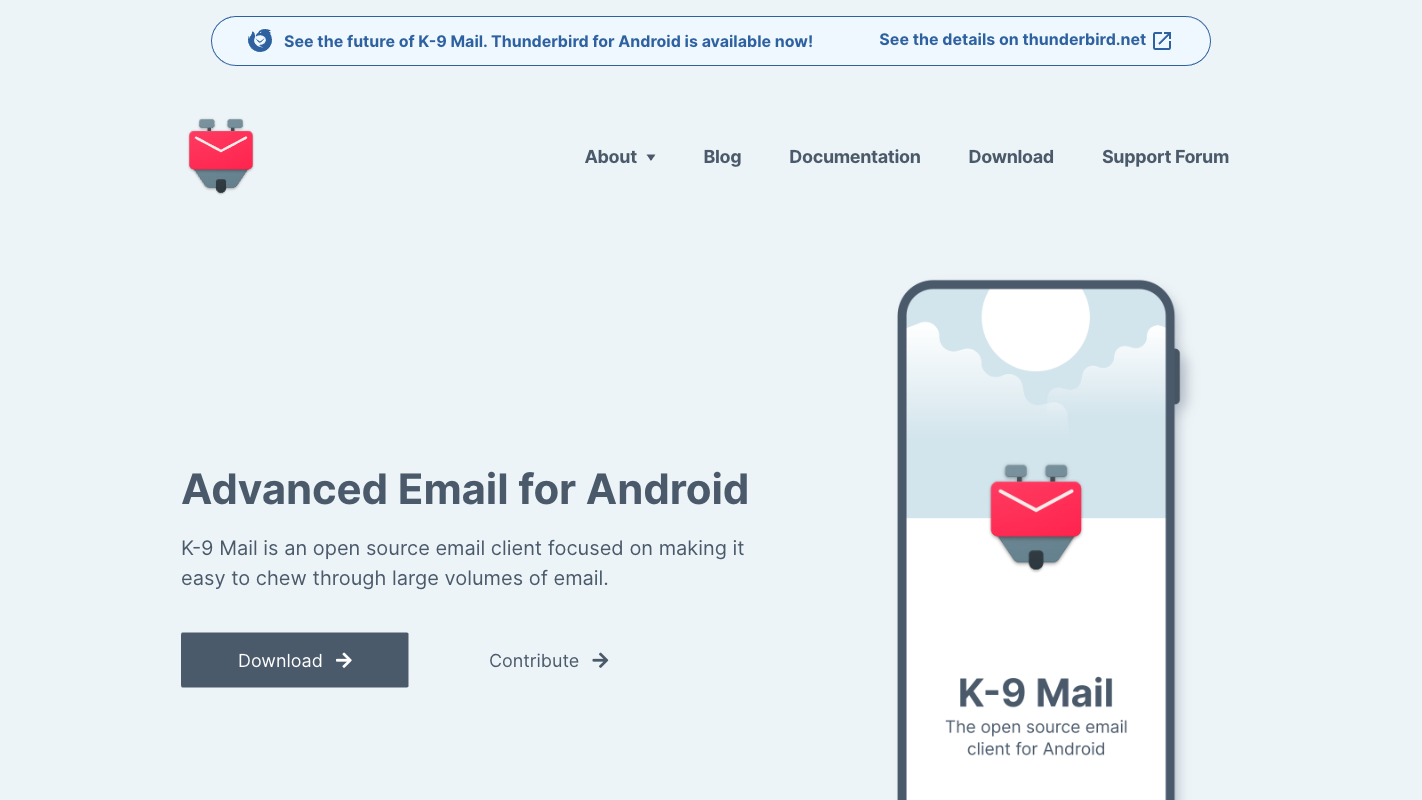 See the future of K-9 Mail. Thunderbird for Android is available now!
See the details on thunderbird.net
About
Blog
Documentation
Download
Support Forum
Advanced Email for Android
K-9 Mail is an open source email client focused on making it
easy to chew through large volumes of email.
Download
Contribute
K-9 Mail
The open source email
client for Android